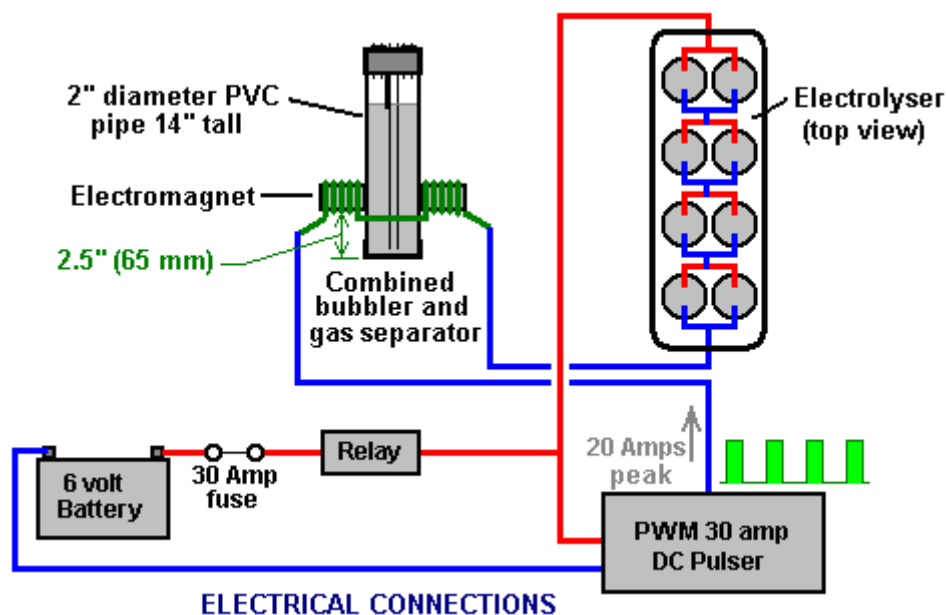 2" diameter PVC
pipe 14" tall
Electromagnet
2.5" (65 mm)
Combined
bubbler and
gas separator
Electrolyser
(top view)
6 volt
Battery
30 Amp
fuse
Relay
20 Amps
peak
PWM 30 amp
DC Pulser
ELECTRICAL CONNECTIONS